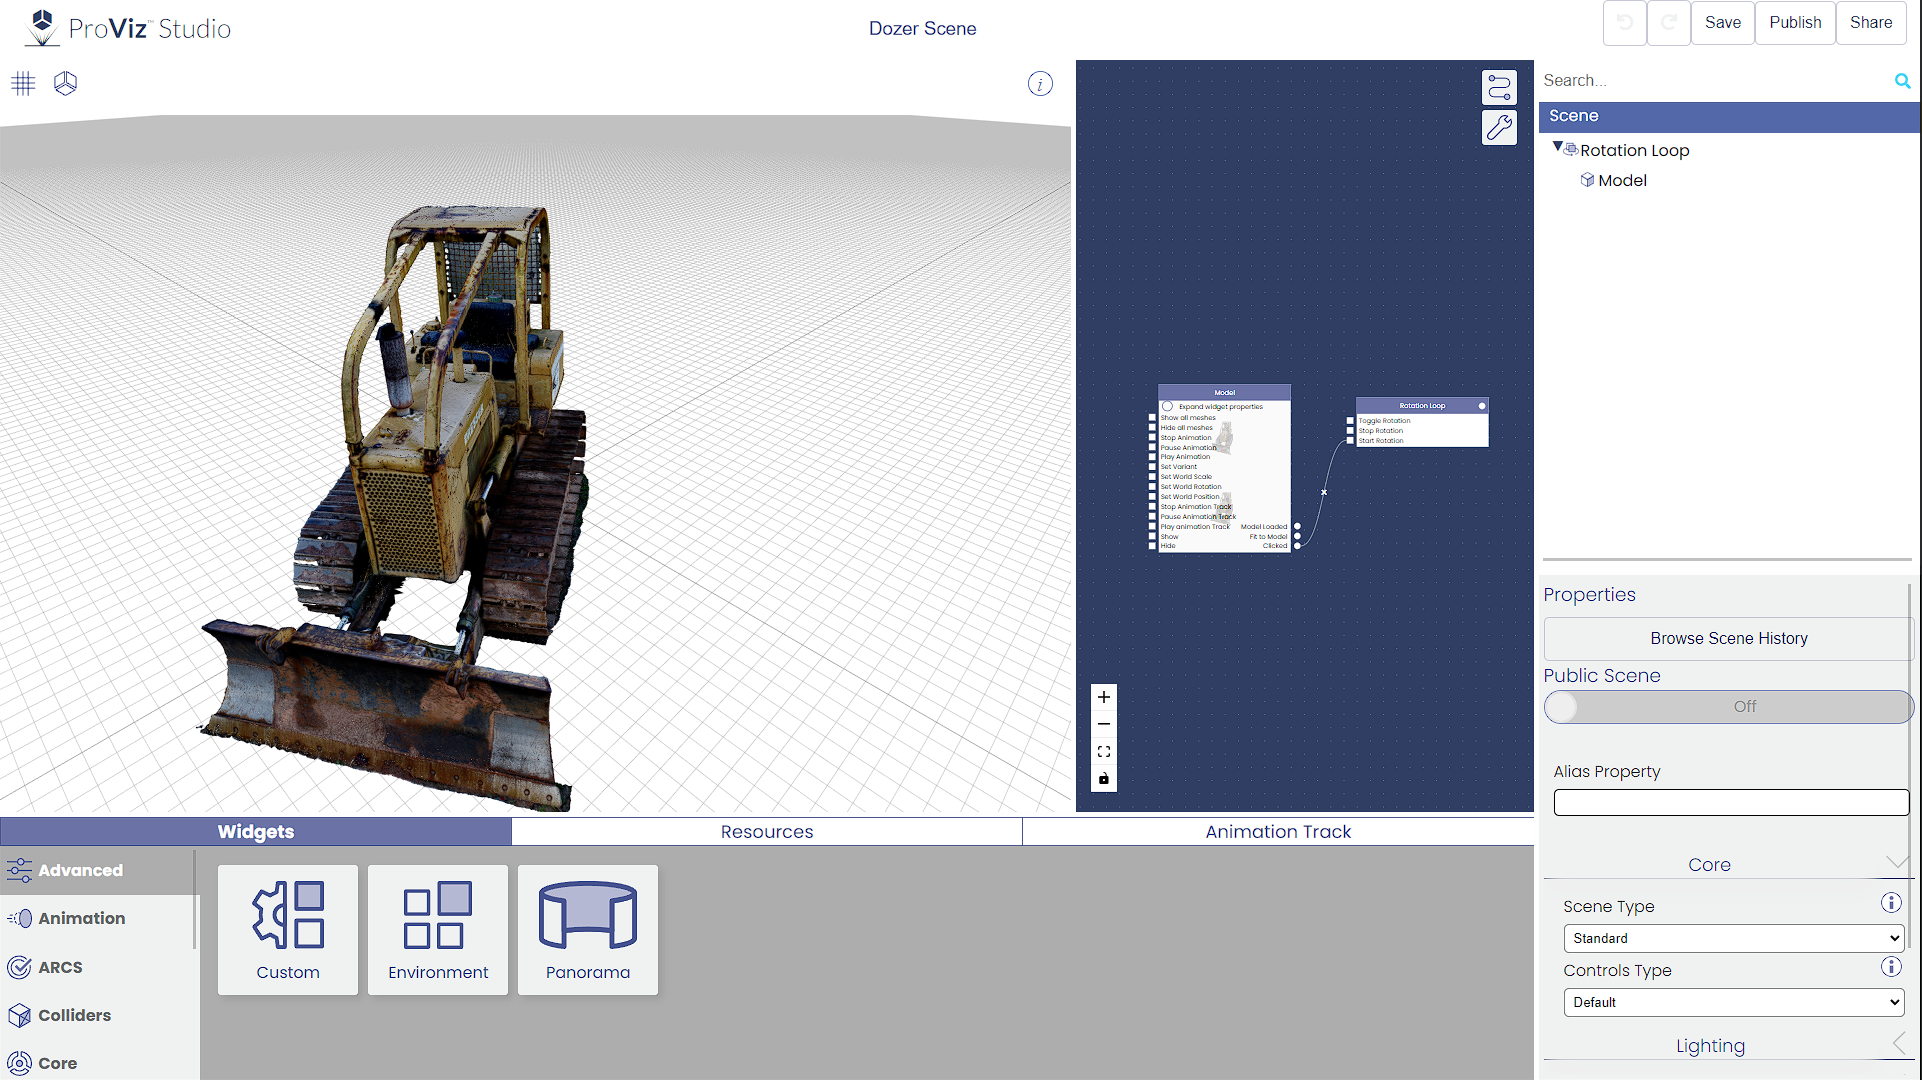 ProViz™ Studio
Dozer Scene
Save
Publish
Share
Search...
Scene
Rotation Loop
Model
Model
Expand widget properties
Show all meshes
Hide all meshes
Stop Animation
Pause Animation
Play Animation
Set Variant
Set World Scale
Set World Rotation
Set World Position
Stop Animation Track
Pause Animation Track
Play animation Track Model Loaded
Show Fit to Model
Hide Clicked
Rotation Loop
Toggle Rotation
Stop Rotation
Start Rotation
Properties
Browse Scene History
Public Scene
Off
Alias Property
Core
Scene Type
Standard
Controls Type
Default
Lighting
Widgets
Resources
Animation Track
Advanced
Animation
ARCS
Colliders
Core
Custom
Environment
Panorama